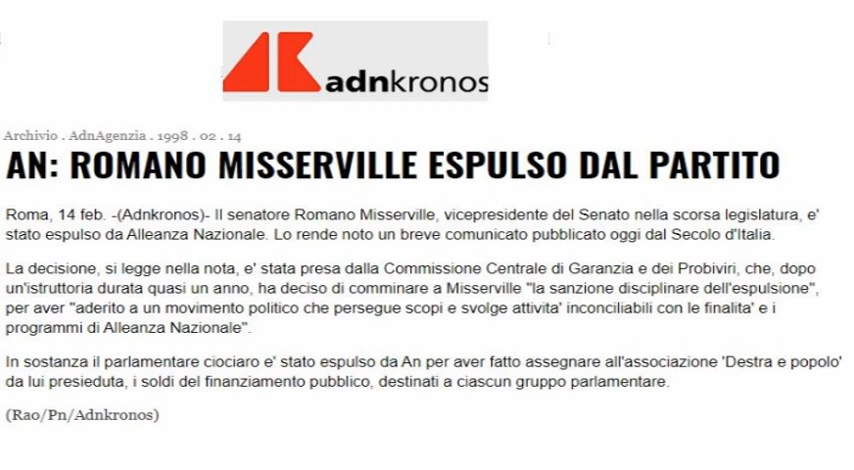 adnkronos
Archivio . AdnAgenzia . 1998 . 02 . 14
AN: ROMANO MISSERVILLE ESPULSO DAL PARTITO
Roma, 14 feb. -(Adnkronos)- Il senatore Romano Misserville, vicepresidente del Senato nella scorsa legislatura, e'
stato espulso da Alleanza Nazionale. Lo rende noto un breve comunicato pubblicato oggi dal Secolo d'Italia.
La decisione, si legge nella nota, e' stata presa dalla Commissione Centrale di Garanzia e dei Probiviri, che, dopo
un'istruttoria durata quasi un anno, ha deciso di comminare a Misserville "la sanzione disciplinare dell'espulsione",
per aver "aderito a un movimento politico che persegue scopi e svolge attivita' inconciliabili con le finalita' e i
programmi di Alleanza Nazionale".
In sostanza il parlamentare ciociaro e' stato espulso da An per aver fatto assegnare all'associazione 'Destra e popolo'
da lui presieduta, i soldi del finanziamento pubblico, destinati a ciascun gruppo parlamentare.
(Rao/Pn/Adnkronos)